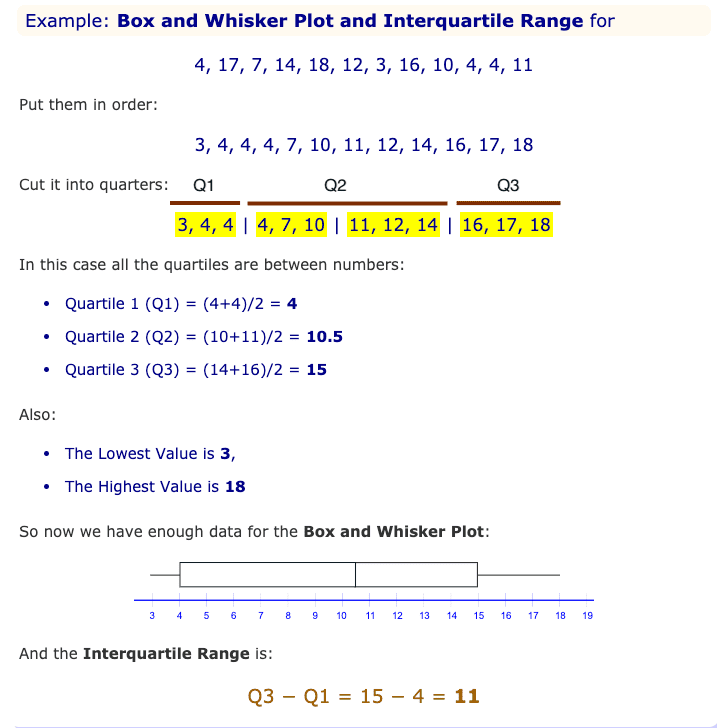 Example: Box and Whisker Plot and Interquartile Range for
4, 17, 7, 14, 18, 12, 3, 16, 10, 4, 4, 11
Put them in order:
3, 4, 4, 4, 7, 10, 11, 12, 14, 16, 17, 18
Cut it into quarters: Q1 Q2 Q3
3, 4, 4 | 4, 7, 10 | 11, 12, 14 | 16, 17, 18
In this case all the quartiles are between numbers:
• Quartile 1 (Q1) = (4+4)/2 = 4
• Quartile 2 (Q2) = (10+11)/2 = 10.5
• Quartile 3 (Q3) = (14+16)/2 = 15
Also:
• The Lowest Value is 3,
• The Highest Value is 18
So now we have enough data for the Box and Whisker Plot:
3 4 5 6 7 8 9 10 11 12 13 14 15 16 17 18 19
And the Interquartile Range is:
Q3 − Q1 = 15 − 4 = 11